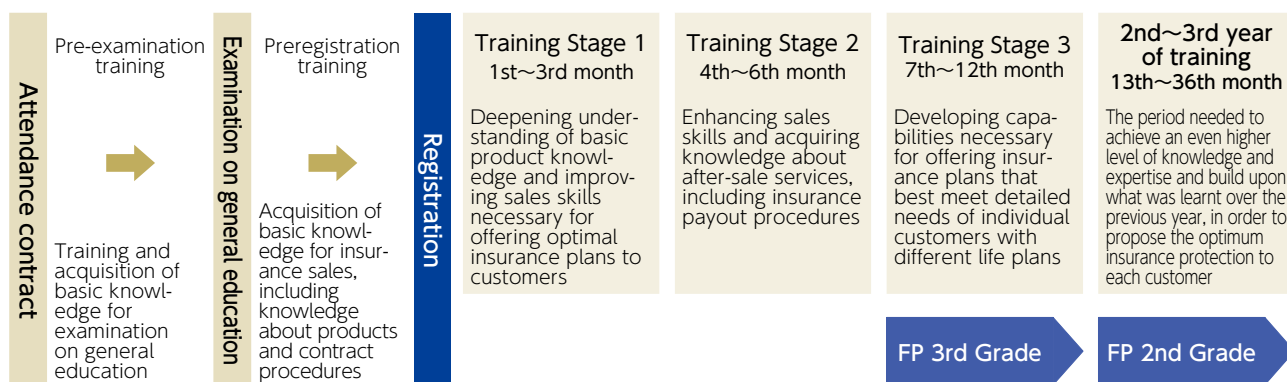 Attendance contract
Pre-examination
training
Training and
acquisition of
basic knowl-
edge for
examination
on general
education
Examination on general education
Preregistration
training
Acquisition of
basic knowl-
edge for insur-
ance sales,
including
knowledge
about products
and contract
procedures
Registration
Training Stage 1
1st～3rd month
Deepening under-
standing of basic
product knowl-
edge and improv-
ing sales skills
necessary for
offering optimal
insurance plans to
customers
Training Stage 2
4th～6th month
Enhancing sales
skills and acquiring
knowledge about
after-sale services,
including insurance
payout procedures
Training Stage 3
7th～12th month
Developing capa-
bilities necessary
for offering insur-
ance plans that
best meet detailed
needs of individual
customers with
different life plans
2nd～3rd year
of training
13th～36th month
The period needed to
achieve an even higher
level of knowledge and
expertise and build upon
what was learnt over the
previous year, in order to
propose the optimum
insurance protection to
each customer
FP 3rd Grade
FP 2nd Grade